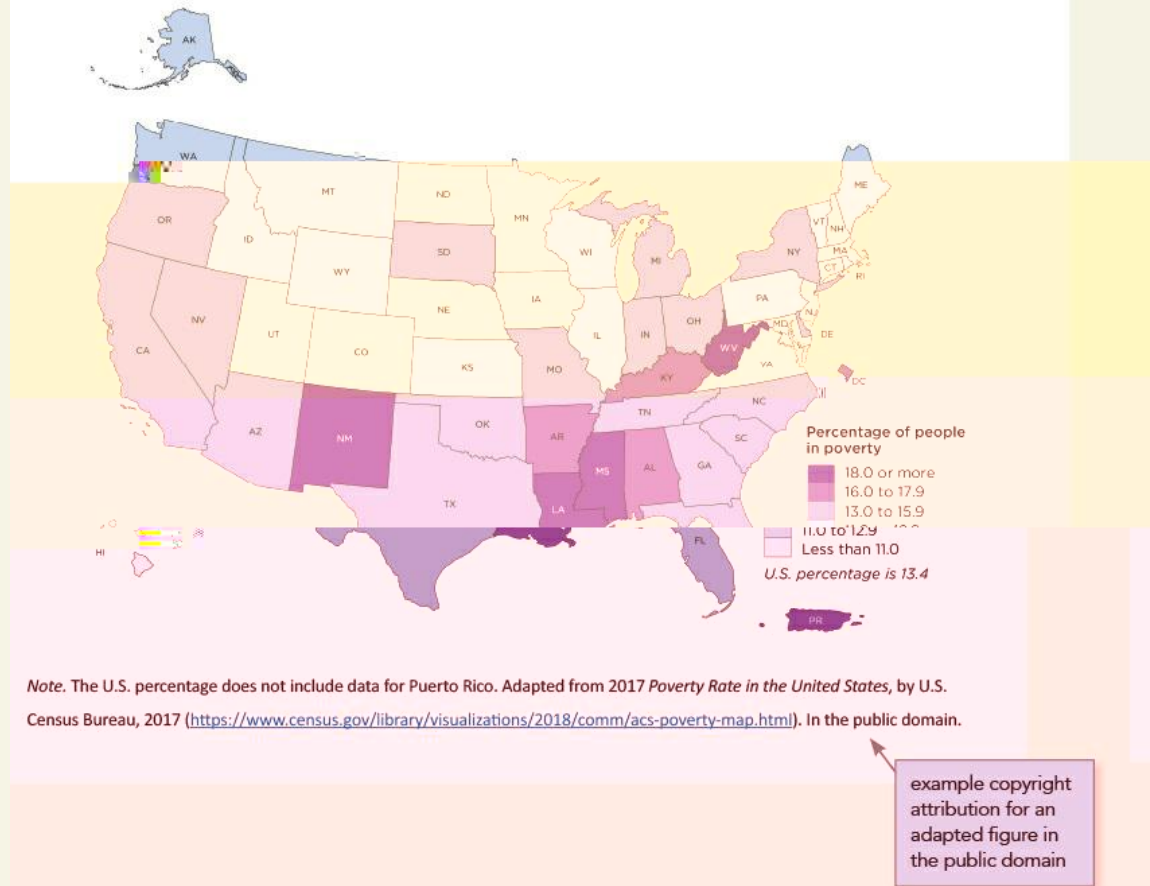 AK
WA
MT
ND
MN
ME
OR
ID
SD
WI
MI
NY
VT
NH
MA
CT
RI
WY
NE
IA
PA
NJ
NV
UT
CO
IL
IN
OH
MD
DE
CA
KS
MO
WV
VA
KY
DC
AZ
NM
OK
AR
TN
NC
SC
MS
AL
GA
TX
LA
Percentage of people
in poverty
18.0 or more
16.0 to 17.9
13.0 to 15.9
11.0 to 12.9
HI
FL
Less than 11.0
U.S. percentage is 13.4
PR
Note. The U.S. percentage does not include data for Puerto Rico. Adapted from 2017 Poverty Rate in the United States, by U.S.
Census Bureau, 2017 (https://www.census.gov/library/visualizations/2018/comm/acs-poverty-map.html). In the public domain.
example copyright
attribution for an
adapted figure in
the public domain